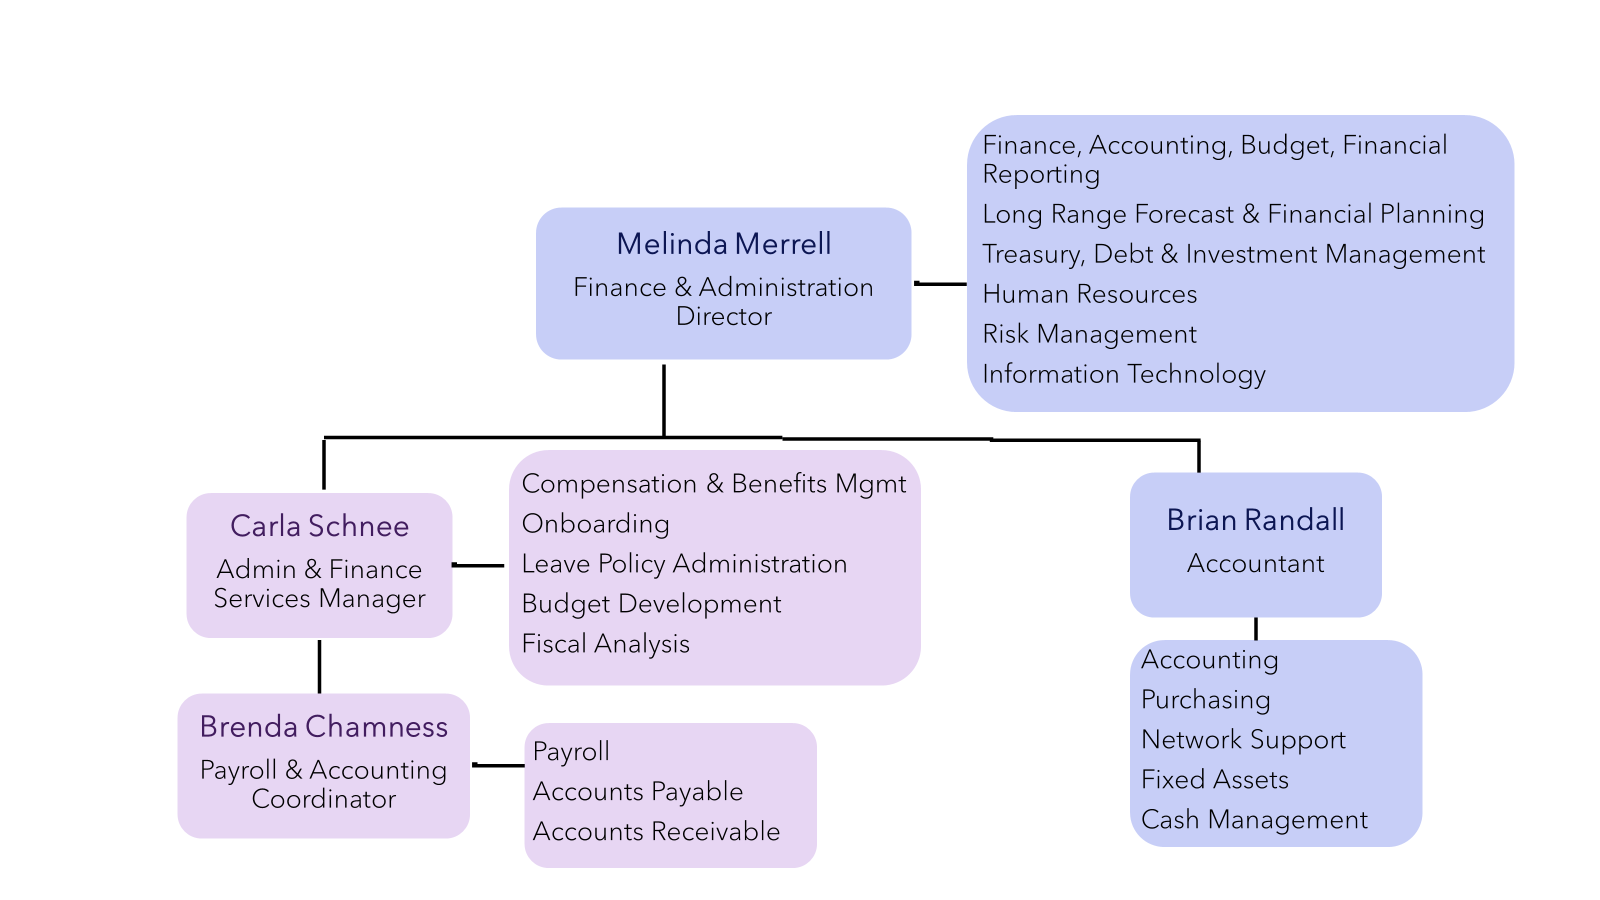 Melinda Merrell
Finance & Administration
Director
Finance, Accounting, Budget, Financial
Reporting
Long Range Forecast & Financial Planning
Treasury, Debt & Investment Management
Human Resources
Risk Management
Information Technology
Carla Schnee
Admin & Finance
Services Manager
Compensation & Benefits Mgmt
Onboarding
Leave Policy Administration
Budget Development
Fiscal Analysis
Brenda Chamness
Payroll & Accounting
Coordinator
Payroll
Accounts Payable
Accounts Receivable
Brian Randall
Accountant
Accounting
Purchasing
Network Support
Fixed Assets
Cash Management